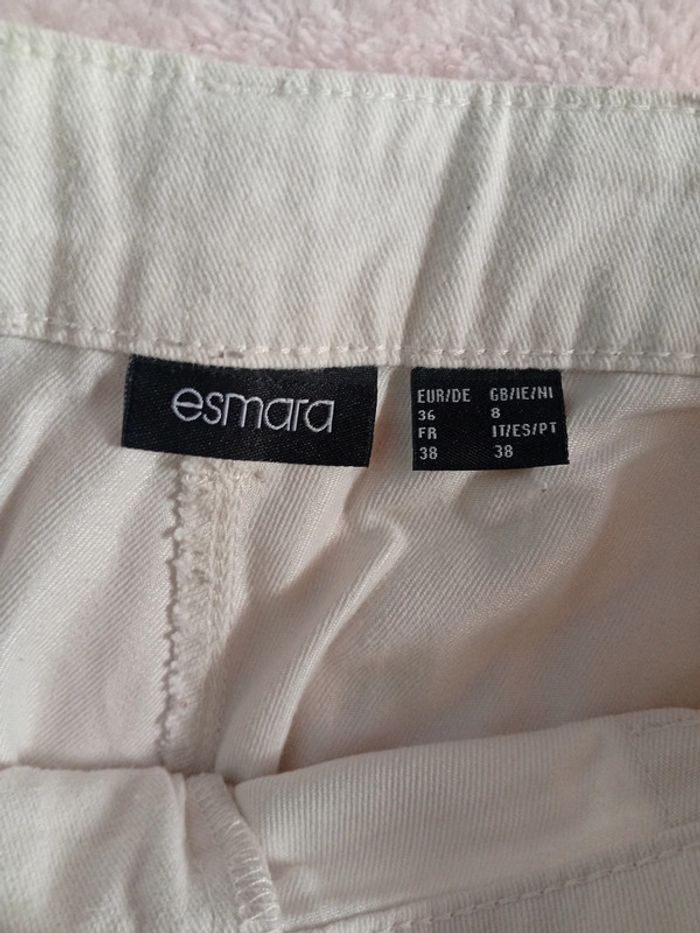 esmara
EUR/DE GB/IE/NI
36 8
FR IT/ES/PT
38 38